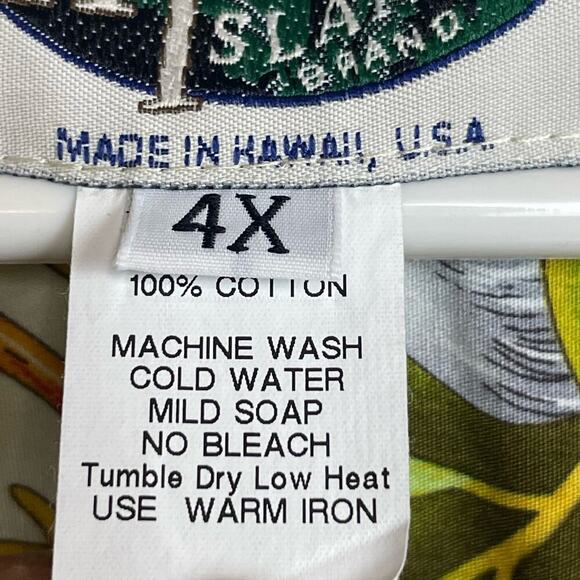 BRAND
MADE IN HAWAII, U.S.A.
4X
100% COTTON
MACHINE WASH
COLD WATER
MILD SOAP
NO BLEACH
Tumble Dry Low Heat
USE WARM IRON